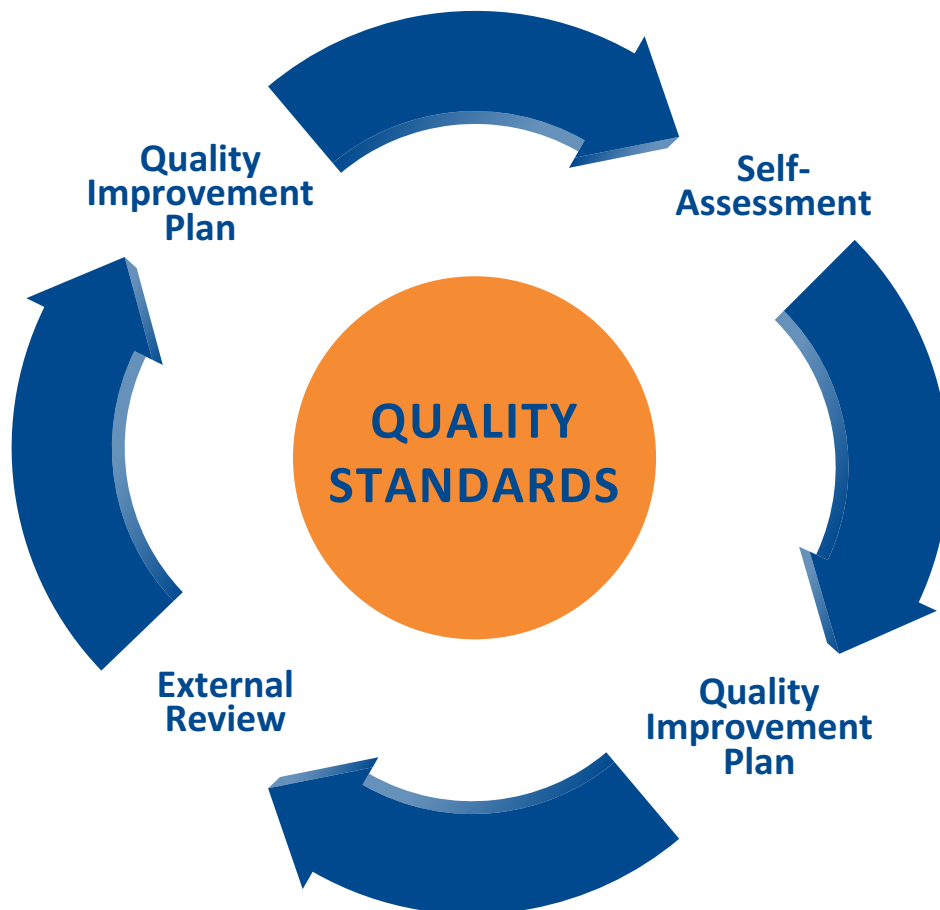 Quality
Improvement
Plan
Self-
Assessment
QUALITY
STANDARDS
External
Review
Quality
Improvement
Plan